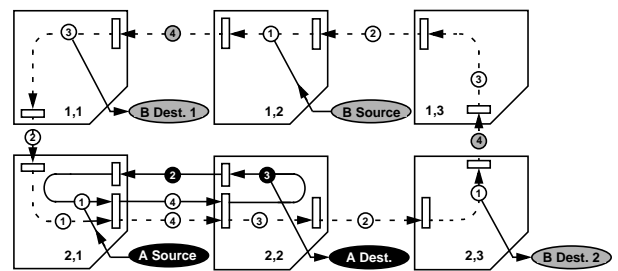 3 4 1 2
3
1,1 B Dest. 1 1,2 B Source 1,3
2 4
2 3
1 4 1
1 4 3 2
2,1 A Source 2,2 A Dest. 2,3 B Dest. 2